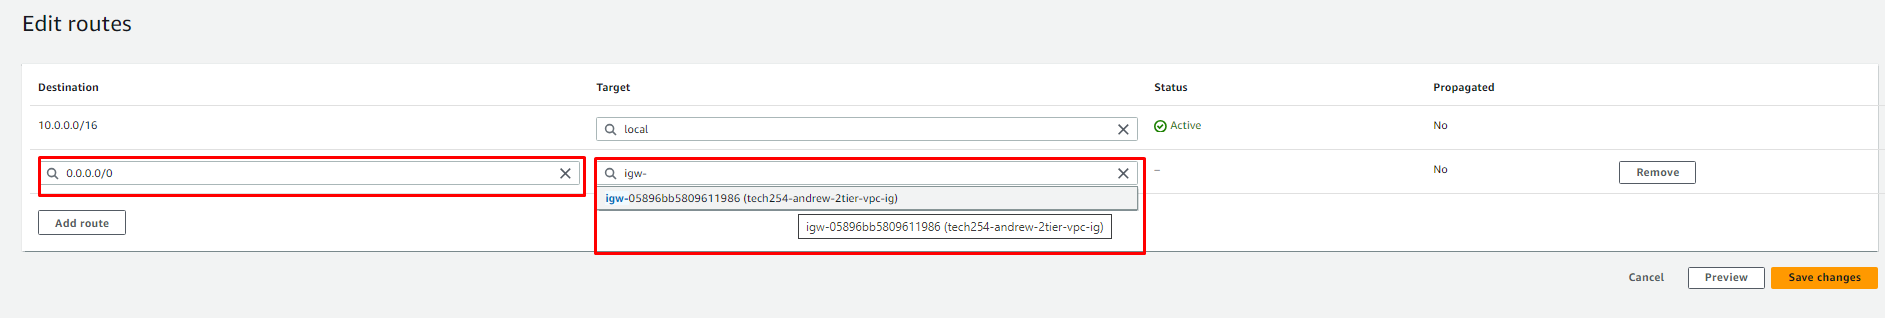 Edit routes
Destination Target Status Propagated
10.0.0.0/16 local Active No
0.0.0.0/0 igw- – No Remove
igw-05896bb5809611986 (tech254-andrew-2tier-vpc-ig)
Add route igw-05896bb5809611986 (tech254-andrew-2tier-vpc-ig)
Cancel Preview Save changes